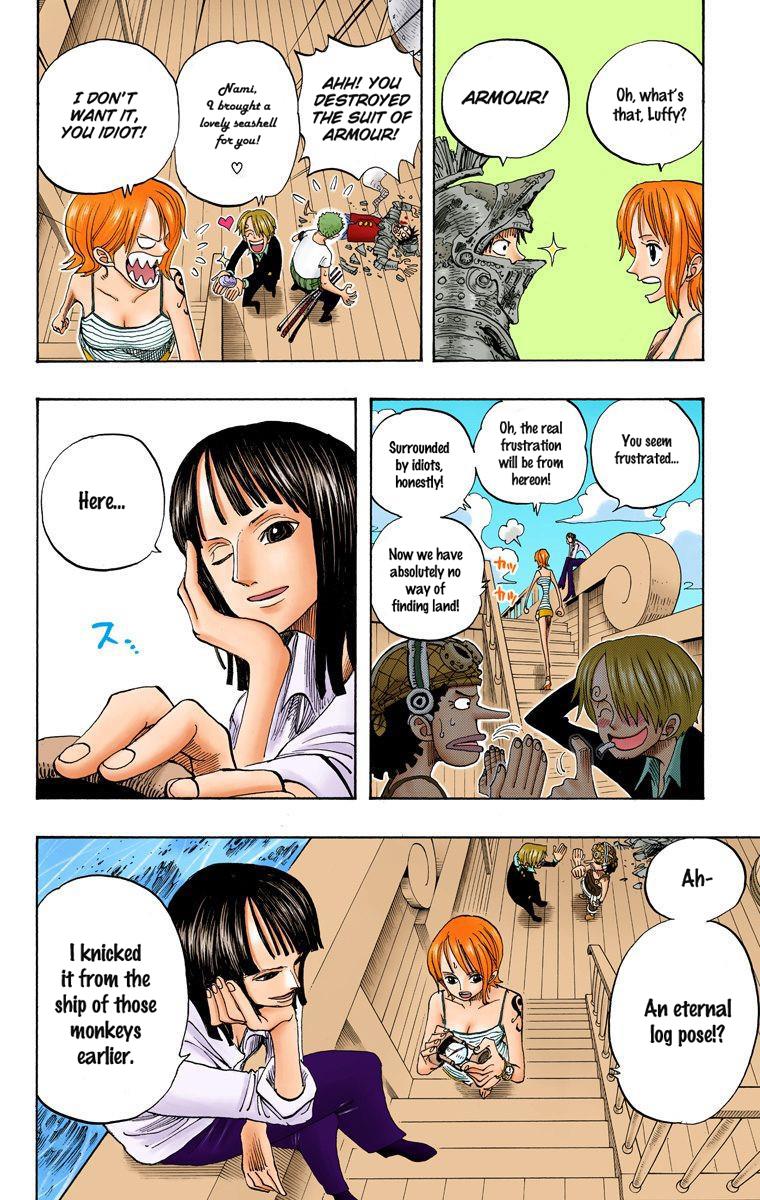 Oh, what's
that, Luffy?
ARMOUR!
AHH! YOU
DESTROYED
THE SUIT OF
ARMOUR!
Nami,
I brought a
lovely seashell
for you!
♡
I DON'T
WANT IT,
YOU IDIOT!
You seem
frustrated...
Oh, the real
frustration
will be from
hereon!
Surrounded
by idiots,
honestly!
Now we have
absolutely no
way of
finding land!
カッ
カッ
Here...
ス...
Ah-
An eternal
log pose!?
I knicked
it from the
ship of those
monkeys
earlier.